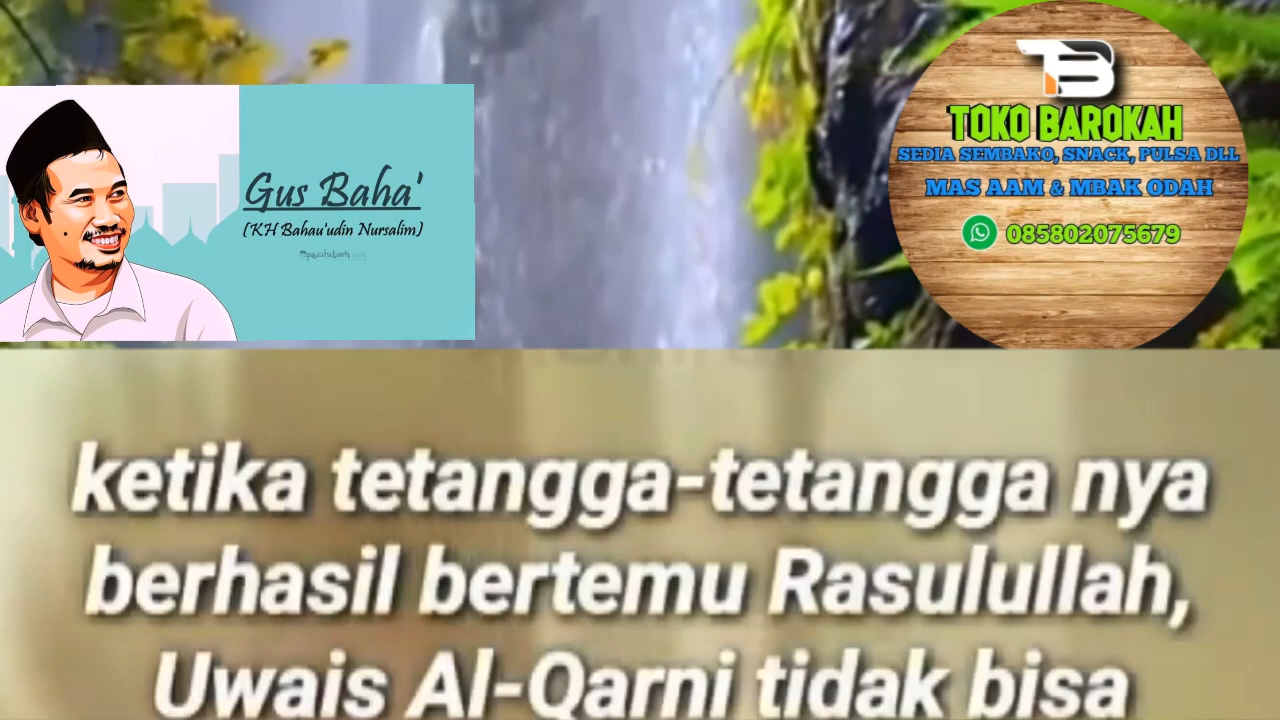 Gus Baha'
(KH Bahau'udin Nursalim)
TB
TOKO BAROKAH
SEDIA SEMBAKO, SNACK, PULSA DLL
MAS AAM & MBAK ODAH
085802075679
ketika tetangga-tetangga nya
berhasil bertemu Rasulullah,
Uwais Al-Qarni tidak bisa